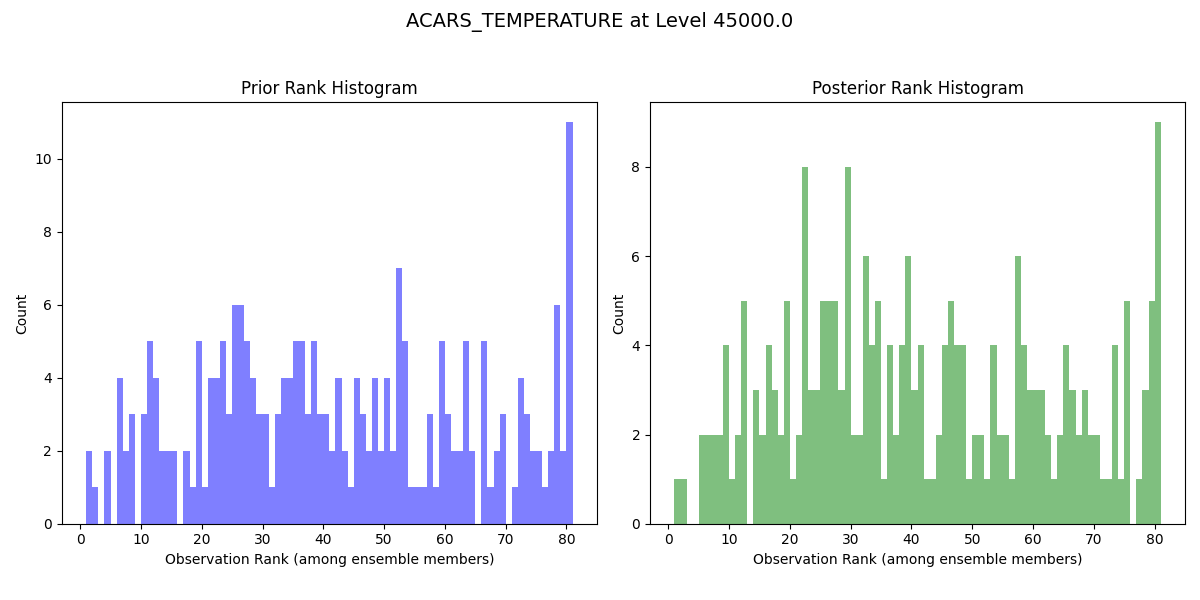 ACARS_TEMPERATURE at Level 45000.0
Prior Rank Histogram
Count
10
8
6
4
2
0
0 10 20 30 40 50 60 70 80
Observation Rank (among ensemble members)
Posterior Rank Histogram
Count
8
6
4
2
0
0 10 20 30 40 50 60 70 80
Observation Rank (among ensemble members)